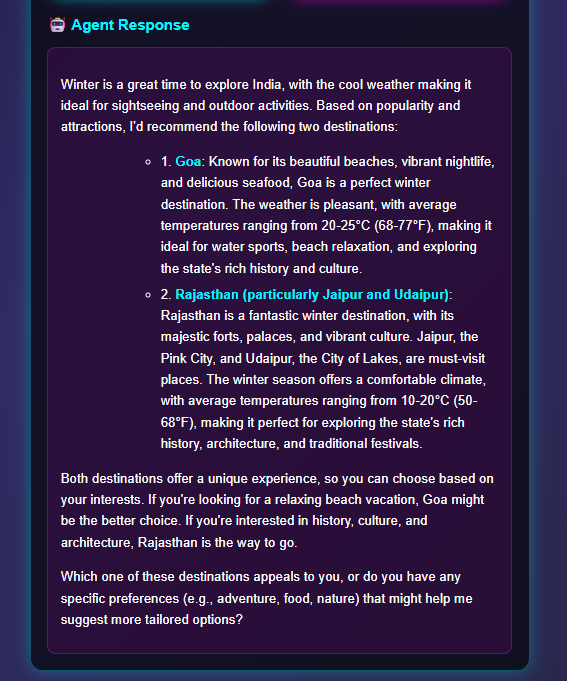 Agent Response
Winter is a great time to explore India, with the cool weather making it
ideal for sightseeing and outdoor activities. Based on popularity and
attractions, I'd recommend the following two destinations:
1. Goa: Known for its beautiful beaches, vibrant nightlife,
and delicious seafood, Goa is a perfect winter
destination. The weather is pleasant, with average
temperatures ranging from 20-25°C (68-77°F), making it
ideal for water sports, beach relaxation, and exploring
the state's rich history and culture.
2. Rajasthan (particularly Jaipur and Udaipur):
Rajasthan is a fantastic winter destination, with its
majestic forts, palaces, and vibrant culture. Jaipur, the
Pink City, and Udaipur, the City of Lakes, are must-visit
places. The winter season offers a comfortable climate,
with average temperatures ranging from 10-20°C (50-
68°F), making it perfect for exploring the state's rich
history, architecture, and traditional festivals.
Both destinations offer a unique experience, so you can choose based on
your interests. If you're looking for a relaxing beach vacation, Goa might
be the better choice. If you're interested in history, culture, and
architecture, Rajasthan is the way to go.
Which one of these destinations appeals to you, or do you have any
specific preferences (e.g., adventure, food, nature) that might help me
suggest more tailored options?